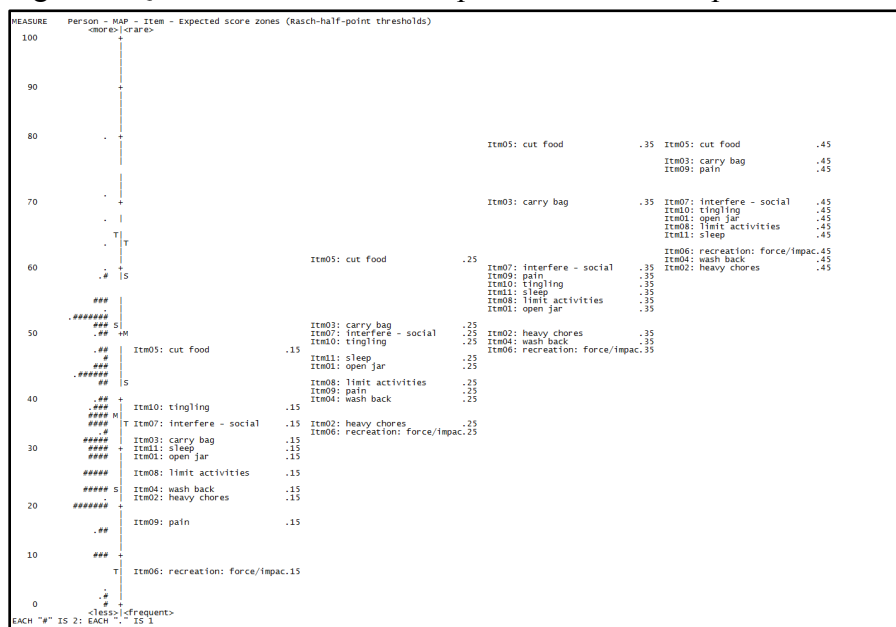 MEASURE Person - MAP - Item - Expected score zones (Rasch-half-point thresholds)
<more>|<rare>
100 +
90 +
80 . +
Itm05: cut food .35 Itm05: cut food .45
Itm03: carry bag .45
Itm09: pain .45
.
70 + Itm03: carry bag .35 Itm07: interfere - social .45
Itm10: tingling .45
. | Itm01: open jar .45
Itm08: limit activities .45
T| Itm11: sleep .45
. |T
Itm06: recreation: force/impac.45
Itm05: cut food .25 Itm04: wash back .45
60 . + Itm07: interfere - social .35 Itm02: heavy chores .45
.# |S Itm09: pain .35
Itm10: tingling .35
Itm11: sleep .35
### | Itm08: limit activities .35
. | Itm01: open jar .35
.####### |
### S| Itm03: carry bag .25
50 .## +M Itm07: interfere - social .25 Itm02: heavy chores .35
Itm10: tingling .25 Itm04: wash back .35
.## | Itm05: cut food .15 Itm06: recreation: force/impac.35
# | Itm11: sleep .25
### | Itm01: open jar .25
.###### |
## |S Itm08: limit activities .25
Itm09: pain .25
40 .## + Itm04: wash back .25
.### | Itm10: tingling .15
#### M|
#### |T Itm07: interfere - social .15 Itm02: heavy chores .25
.# | Itm06: recreation: force/impac.25
##### | Itm03: carry bag .15
30 #### + Itm11: sleep .15
#### | Itm01: open jar .15
##### | Itm08: limit activities .15
##### S| Itm04: wash back .15
. | Itm02: heavy chores .15
20 ####### +
Itm09: pain .15
.## |
10 ### +
T| Itm06: recreation: force/impac.15
. |
.# |
0 # +
<less>|<frequent>
EACH "#" IS 2: EACH "." IS 1